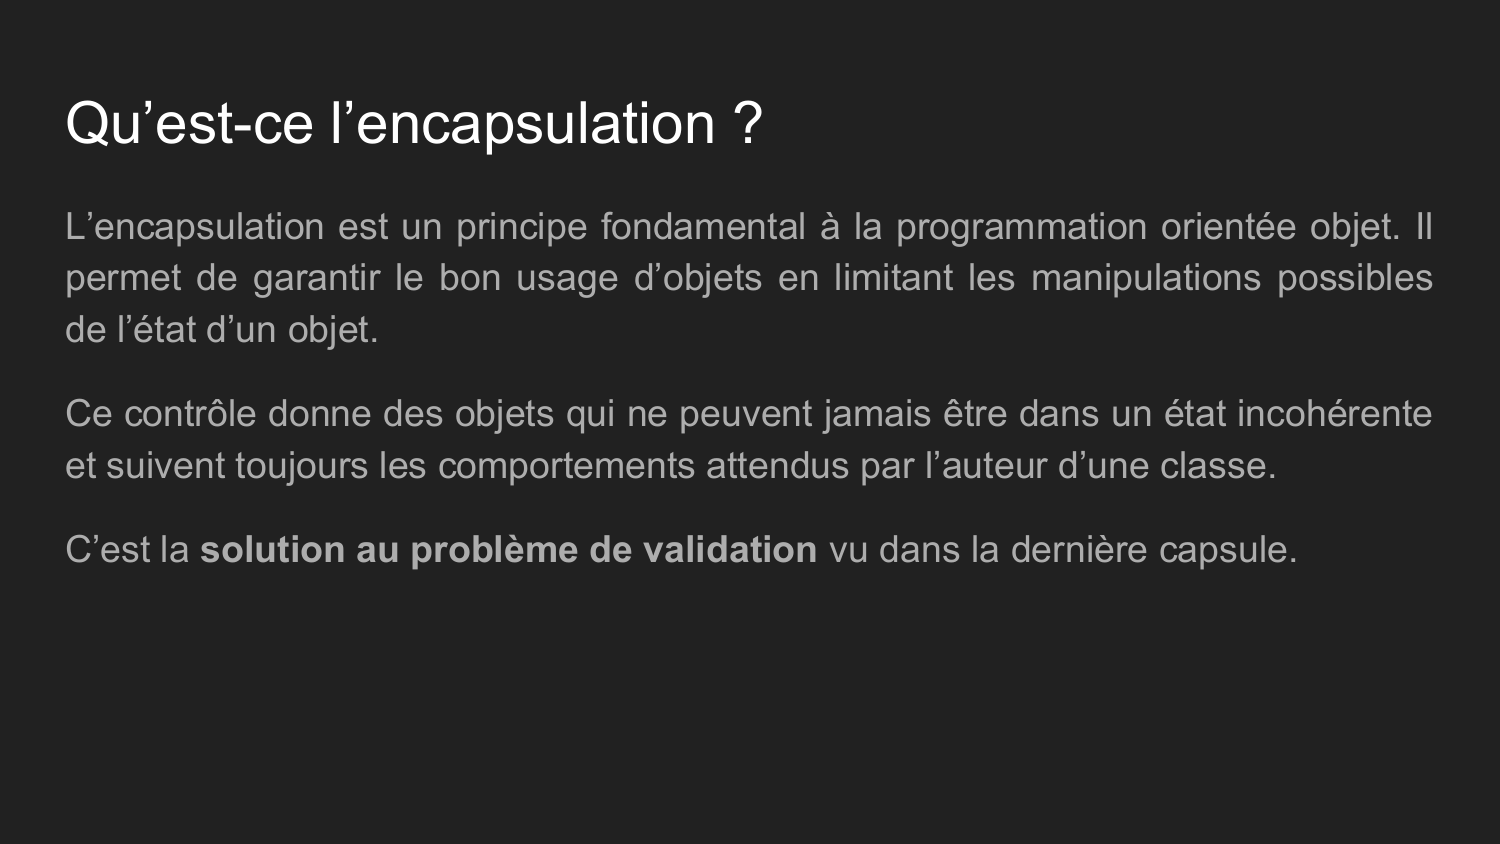 Qu’est-ce l’encapsulation ?
L’encapsulation est un principe fondamental à la programmation orientée objet. Il
permet de garantir le bon usage d’objets en limitant les manipulations possibles
de l’état d’un objet.
Ce contrôle donne des objets qui ne peuvent jamais être dans un état incohérente
et suivent toujours les comportements attendus par l’auteur d’une classe.
C’est la solution au problème de validation vu dans la dernière capsule.